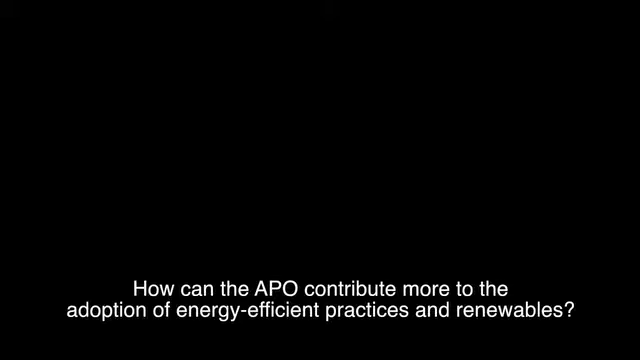 How can the APO contribute more to the
adoption of energy-efficient practices and renewables?